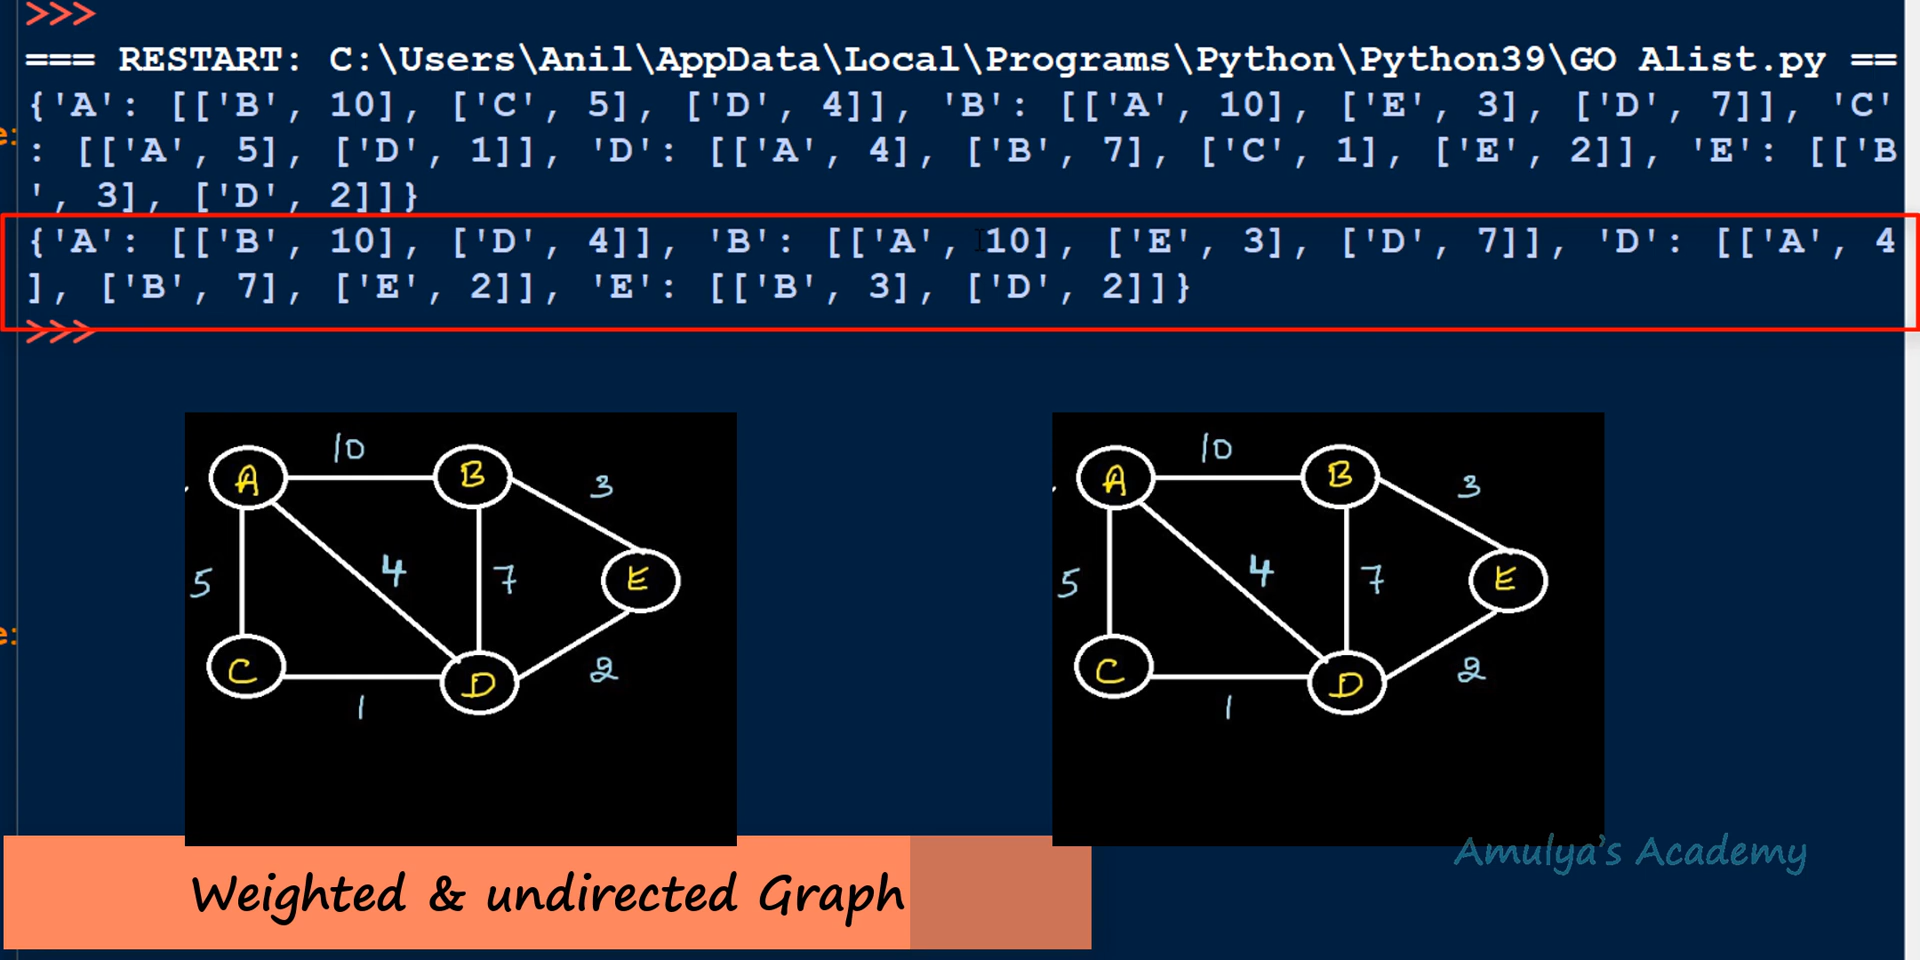 >>>
=== RESTART: C:\Users\Anil\AppData\Local\Programs\Python\Python39\GO Alist.py ==
{'A': [['B', 10], ['C', 5], ['D', 4]], 'B': [['A', 10], ['E', 3], ['D', 7]], 'C'
: [['A', 5], ['D', 1]], 'D': [['A', 4], ['B', 7], ['C', 1], ['E', 2]], 'E': [['B
', 3], ['D', 2]]}
{'A': [['B', 10], ['D', 4]], 'B': [['A', 10], ['E', 3], ['D', 7]], 'D': [['A', 4
], ['B', 7], ['E', 2]], 'E': [['B', 3], ['D', 2]]}
>>>
e:
e:
10
A B 3
5 4 7 E
C D 2
1
10
A B 3
5 4 7 E
C D 2
1
Weighted & undirected Graph
Amulya's Academy